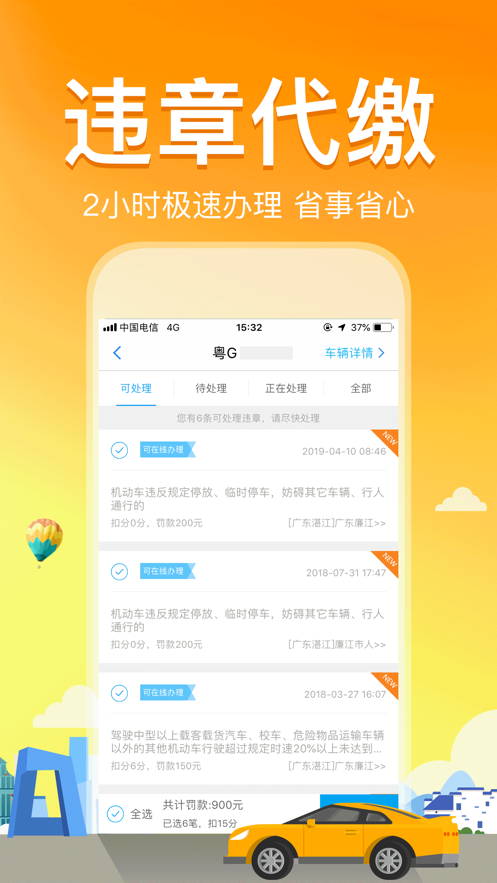 违章代缴
2小时极速办理 省事省心
中国电信 4G 15:32 37%
粤G 车辆详情
可处理 待处理 正在处理 全部
您有6条可处理违章，请尽快处理
可在线办理 2019-04-10 08:46 NEW
机动车违反规定停放、临时停车，妨碍其它车辆、行人
通行的
扣分0分，罚款200元 [广东湛江]广东廉江>>
可在线办理 2018-07-31 17:47 NEW
机动车违反规定停放、临时停车，妨碍其它车辆、行人
通行的
扣分0分，罚款200元 [广东湛江]廉江市人>>
可在线办理 2018-03-27 16:07 NEW
驾驶中型以上载客载货汽车、校车、危险物品运输车辆
以外的其他机动车行驶超过规定时速20%以上未达到...
扣分6分，罚款150元 [广东湛江]广东廉江>>
全选 共计罚款:900元
已选6笔，扣15分